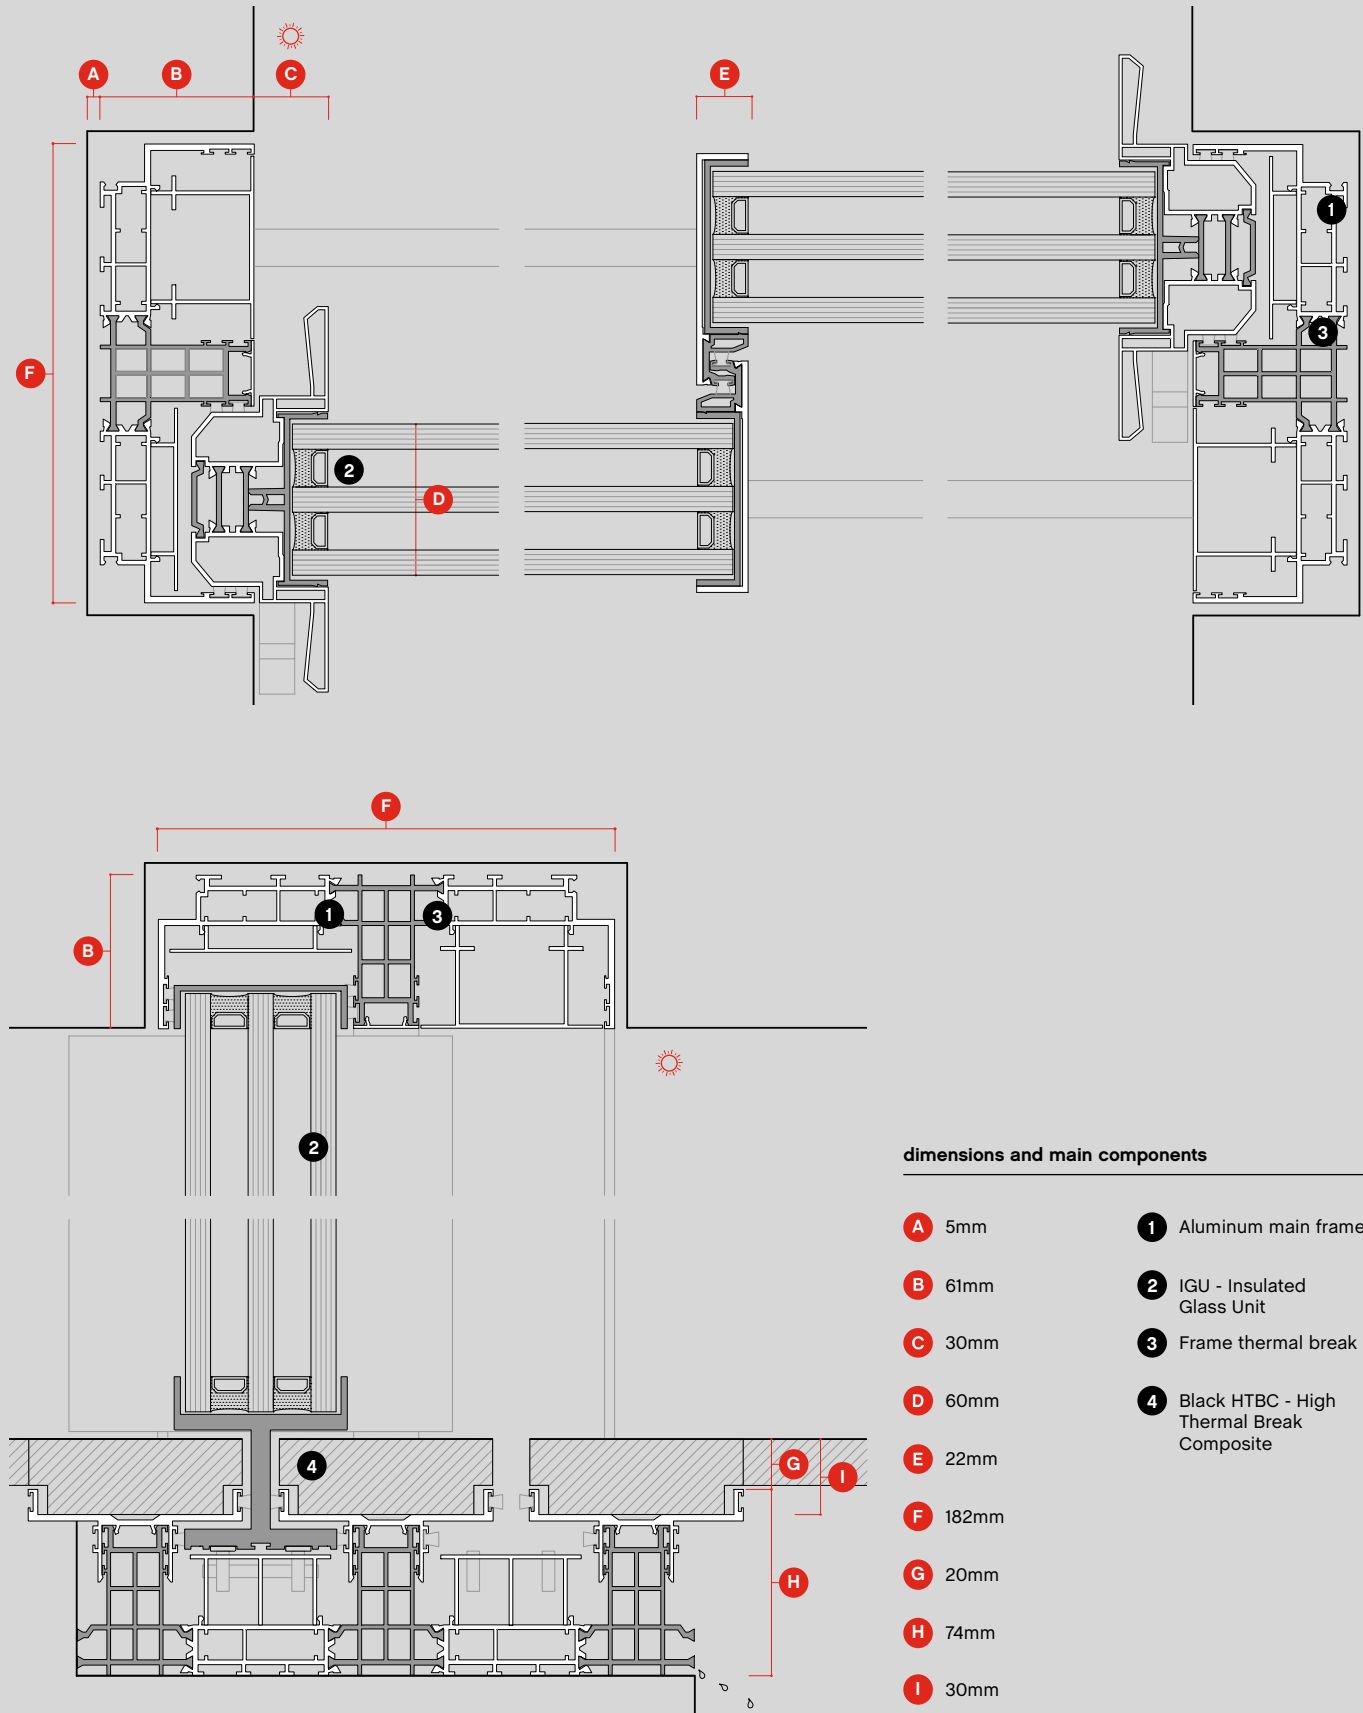 A B C E
1
3
F
2
D
F
1 3
B
2
4
G
I
H
dimensions and main components
A 5mm
1 Aluminum main frame
B 61mm
2 IGU - Insulated
Glass Unit
C 30mm
3 Frame thermal break
D 60mm
4 Black HTBC - High
Thermal Break
Composite
E 22mm
F 182mm
G 20mm
H 74mm
I 30mm